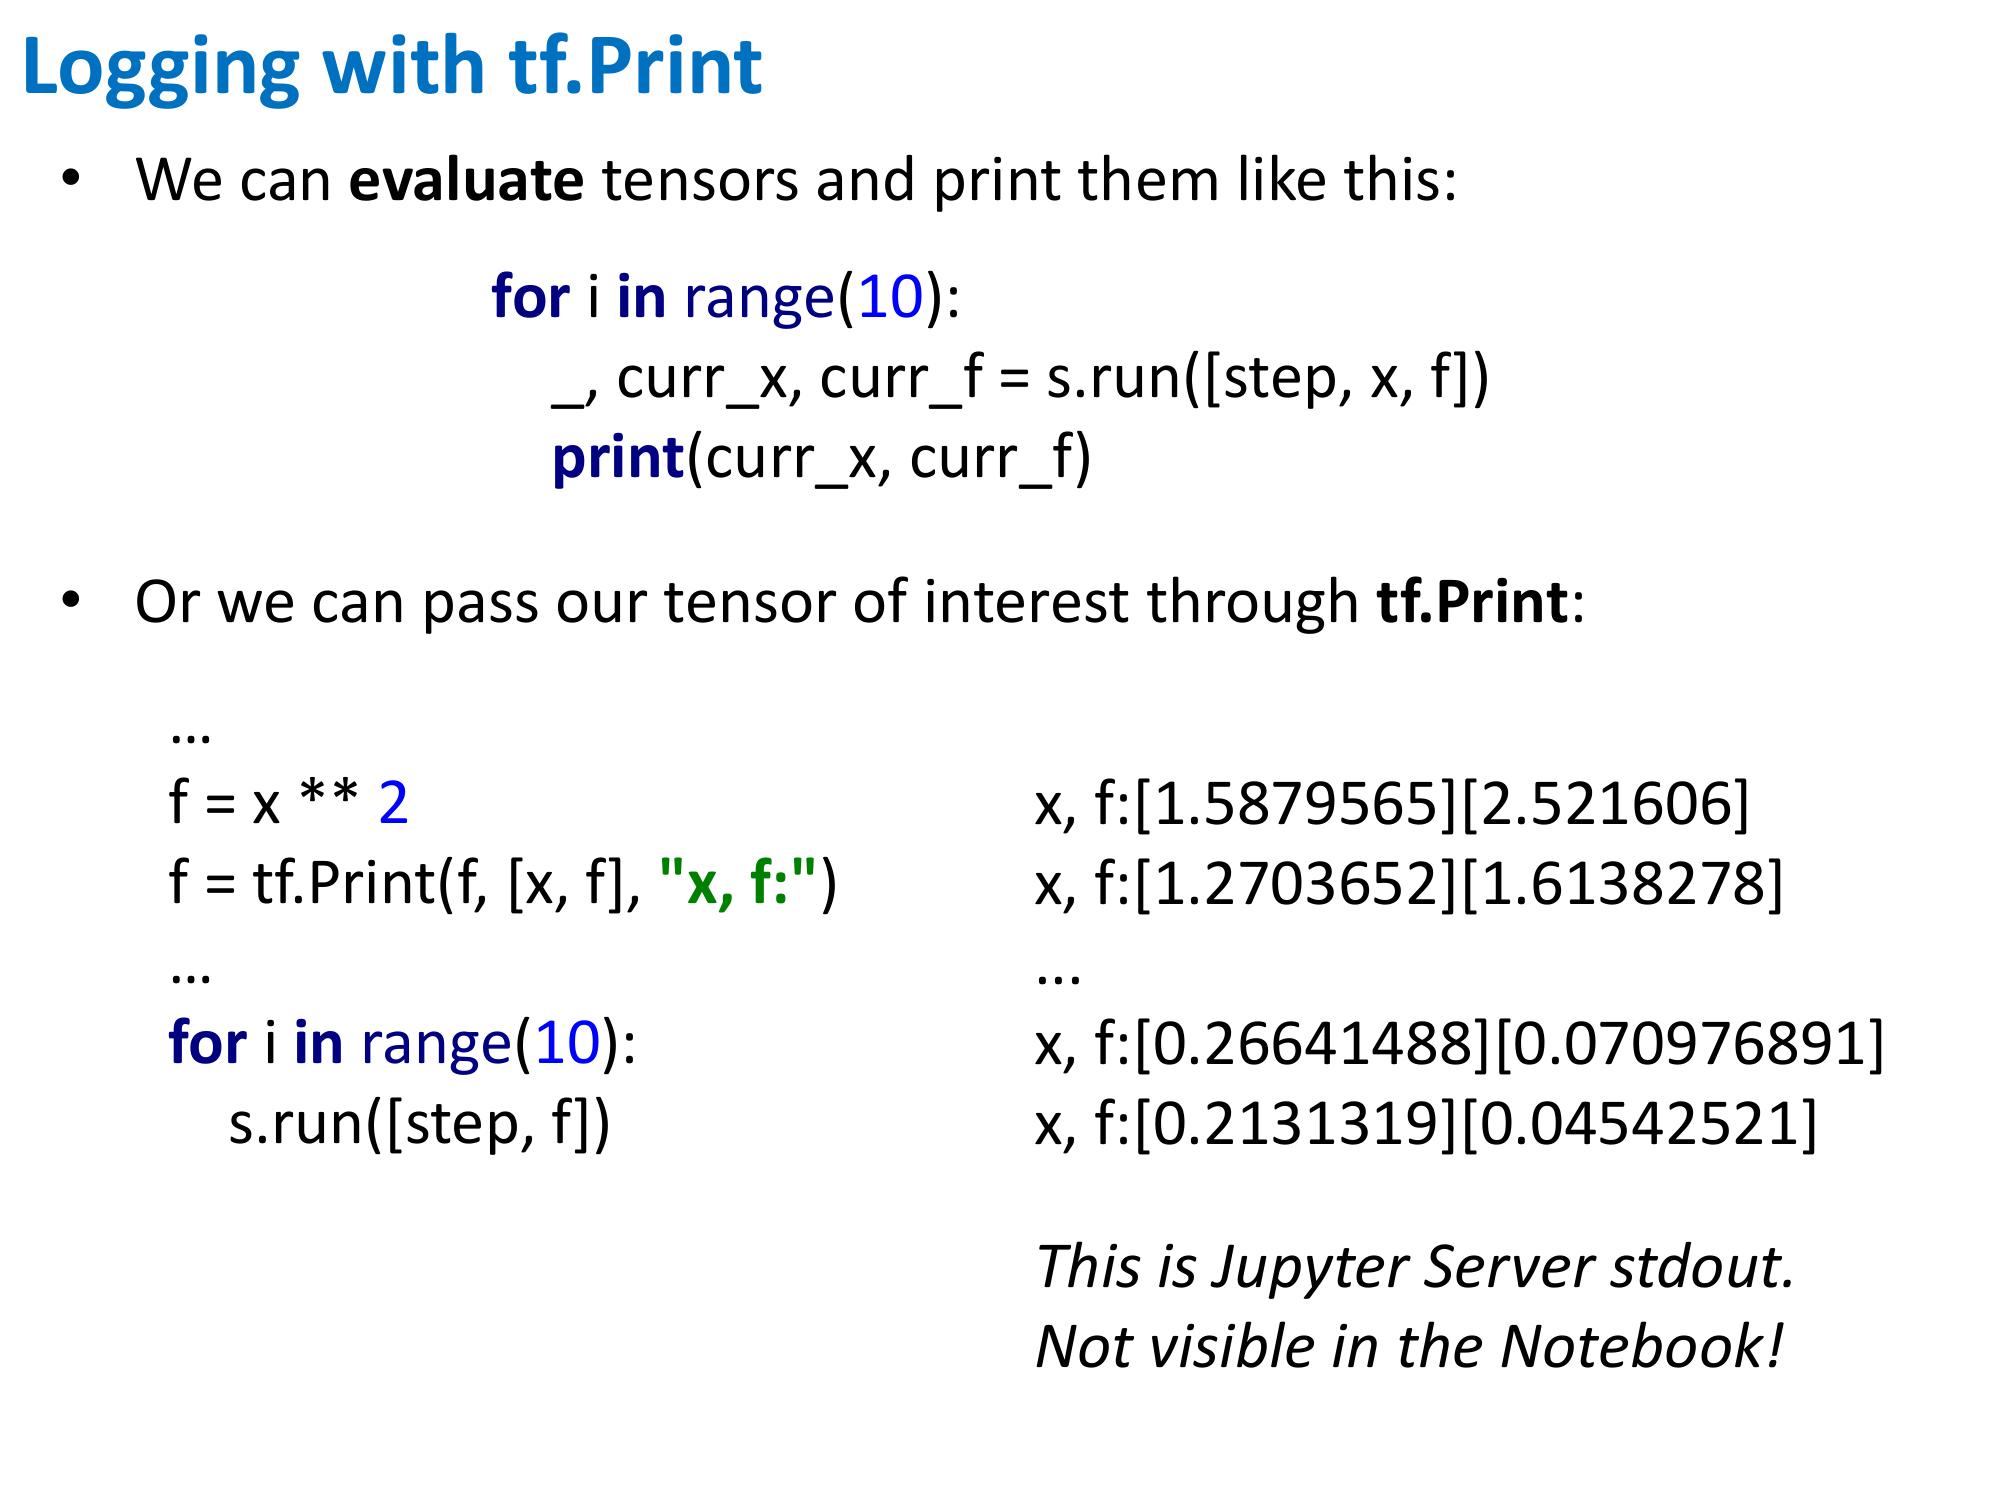 Logging with tf.Print
• We can evaluate tensors and print them like this:
for i in range(10):
_, curr_x, curr_f = s.run([step, x, f])
print(curr_x, curr_f)
• Or we can pass our tensor of interest through tf.Print:
…
f = x ** 2
f = tf.Print(f, [x, f], "x, f:")
…
for i in range(10):
s.run([step, f])
x, f:[1.5879565][2.521606]
x, f:[1.2703652][1.6138278]
...
x, f:[0.26641488][0.070976891]
x, f:[0.2131319][0.04542521]
This is Jupyter Server stdout.
Not visible in the Notebook!